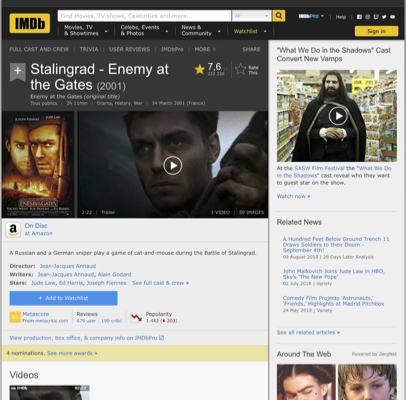 IMDb
Find Movies, TV shows, Celebrities and more...
All
IMDbPro
Help
Movies, TV
& Showtimes
Celebs, Events
& Photos
News &
Community
Watchlist
Sign in
FULL CAST AND CREW | TRIVIA | USER REVIEWS | IMDbPro | MORE
SHARE
Stalingrad - Enemy at
the Gates (2001)
7,6
Rate
This
Enemy at the Gates (original title)
Tous publics | 2h 11min | Drama, History, War | 14 March 2001 (France)
2:22 | Trailer
1 VIDEO | 59 IMAGES
On Disc
at Amazon
A Russian and a German sniper play a game of cat-and-mouse during the Battle of Stalingrad.
Director: Jean-Jacques Annaud
Writers: Jean-Jacques Annaud, Alain Godard
Stars: Jude Law, Ed Harris, Joseph Fiennes | See full cast & crew »
+ Add to Watchlist
Metascore
From metacritic.com
Reviews
679 user | 190 critic
Popularity
1,442 (203)
View production, box office, & company info on IMDbPro
4 nominations. See more awards »
Videos
"What We Do in the Shadows" Cast
Convert New Vamps
At the SXSW Film Festival the "What We Do
in the Shadows" cast reveal who they want
to guest star on the show.
Watch now »
Related News
A Hundred Feet Below Ground Trench 11
Draws Soldiers to their Doom -
September 4th!
09 August 2018 | 28 Days Later Analysis
John Malkovich Joins Jude Law in HBO,
Sky's 'The New Pope'
02 July 2018 | Variety
Comedy Film Projects 'Astronauts,'
'Friends,' Highlights at Madrid Pitchbox
24 May 2018 | Variety
See all related articles »
Around The Web
Powered by ZergNet